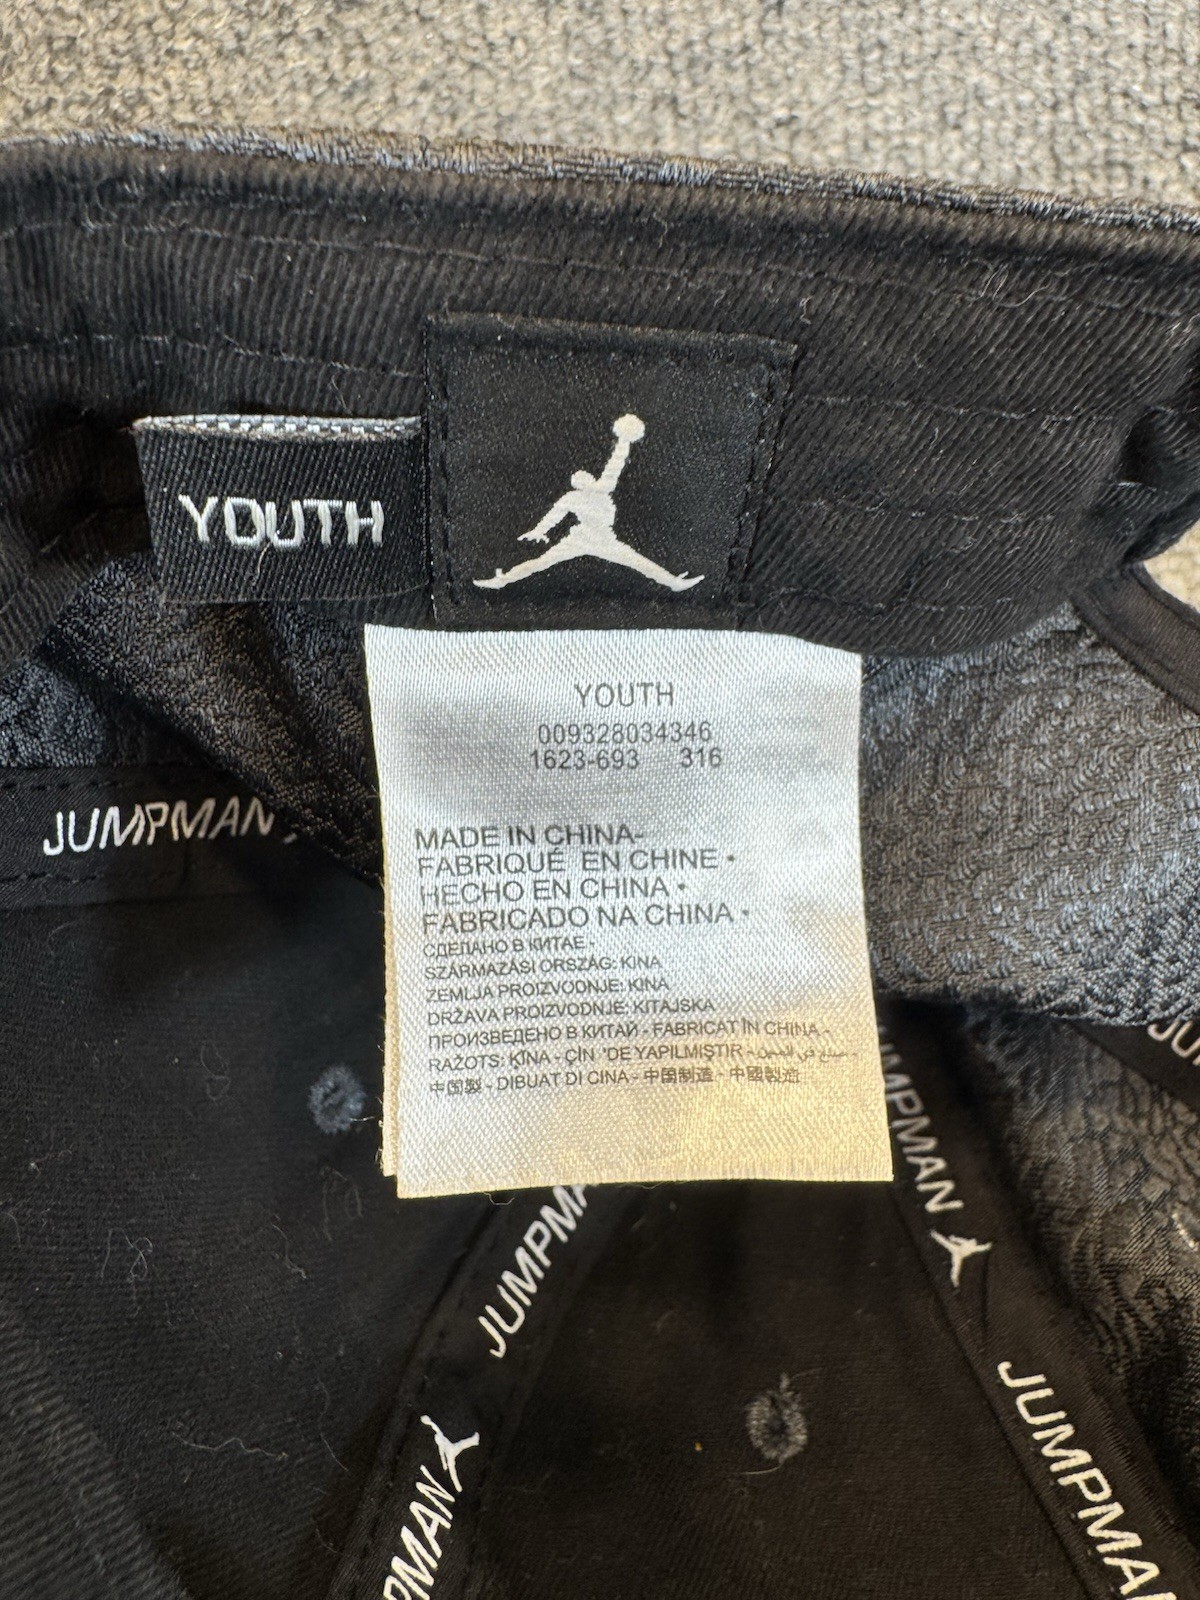 YOUTH
YOUTH
009328034346
1623-693 316
MADE IN CHINA-
FABRIQUÉ EN CHINE •
HECHO EN CHINA •
FABRICADO NA CHINA •
СДЕЛАНО В КИТАЕ -
SZÁRMAZÁSI ORSZÁG: KINA
ZEMLJA PROIZVODNJE: KINA
DRŽAVA PROIZVODNJE: KITAJSKA
ПРОИЗВЕДЕНО В КИТАЙ - FABRICAT ÎN CHINA -
RAŽOTS: ĶĪNA - ÇİN 'DE YAPILMIŞTIR - صنع في الصين -
中国製 - DIBUAT DI CINA - 中国制造 - 中國製造
JUMPMAN
JUMPMAN
JUMPMAN
JUMPMAN
JUMPMAN